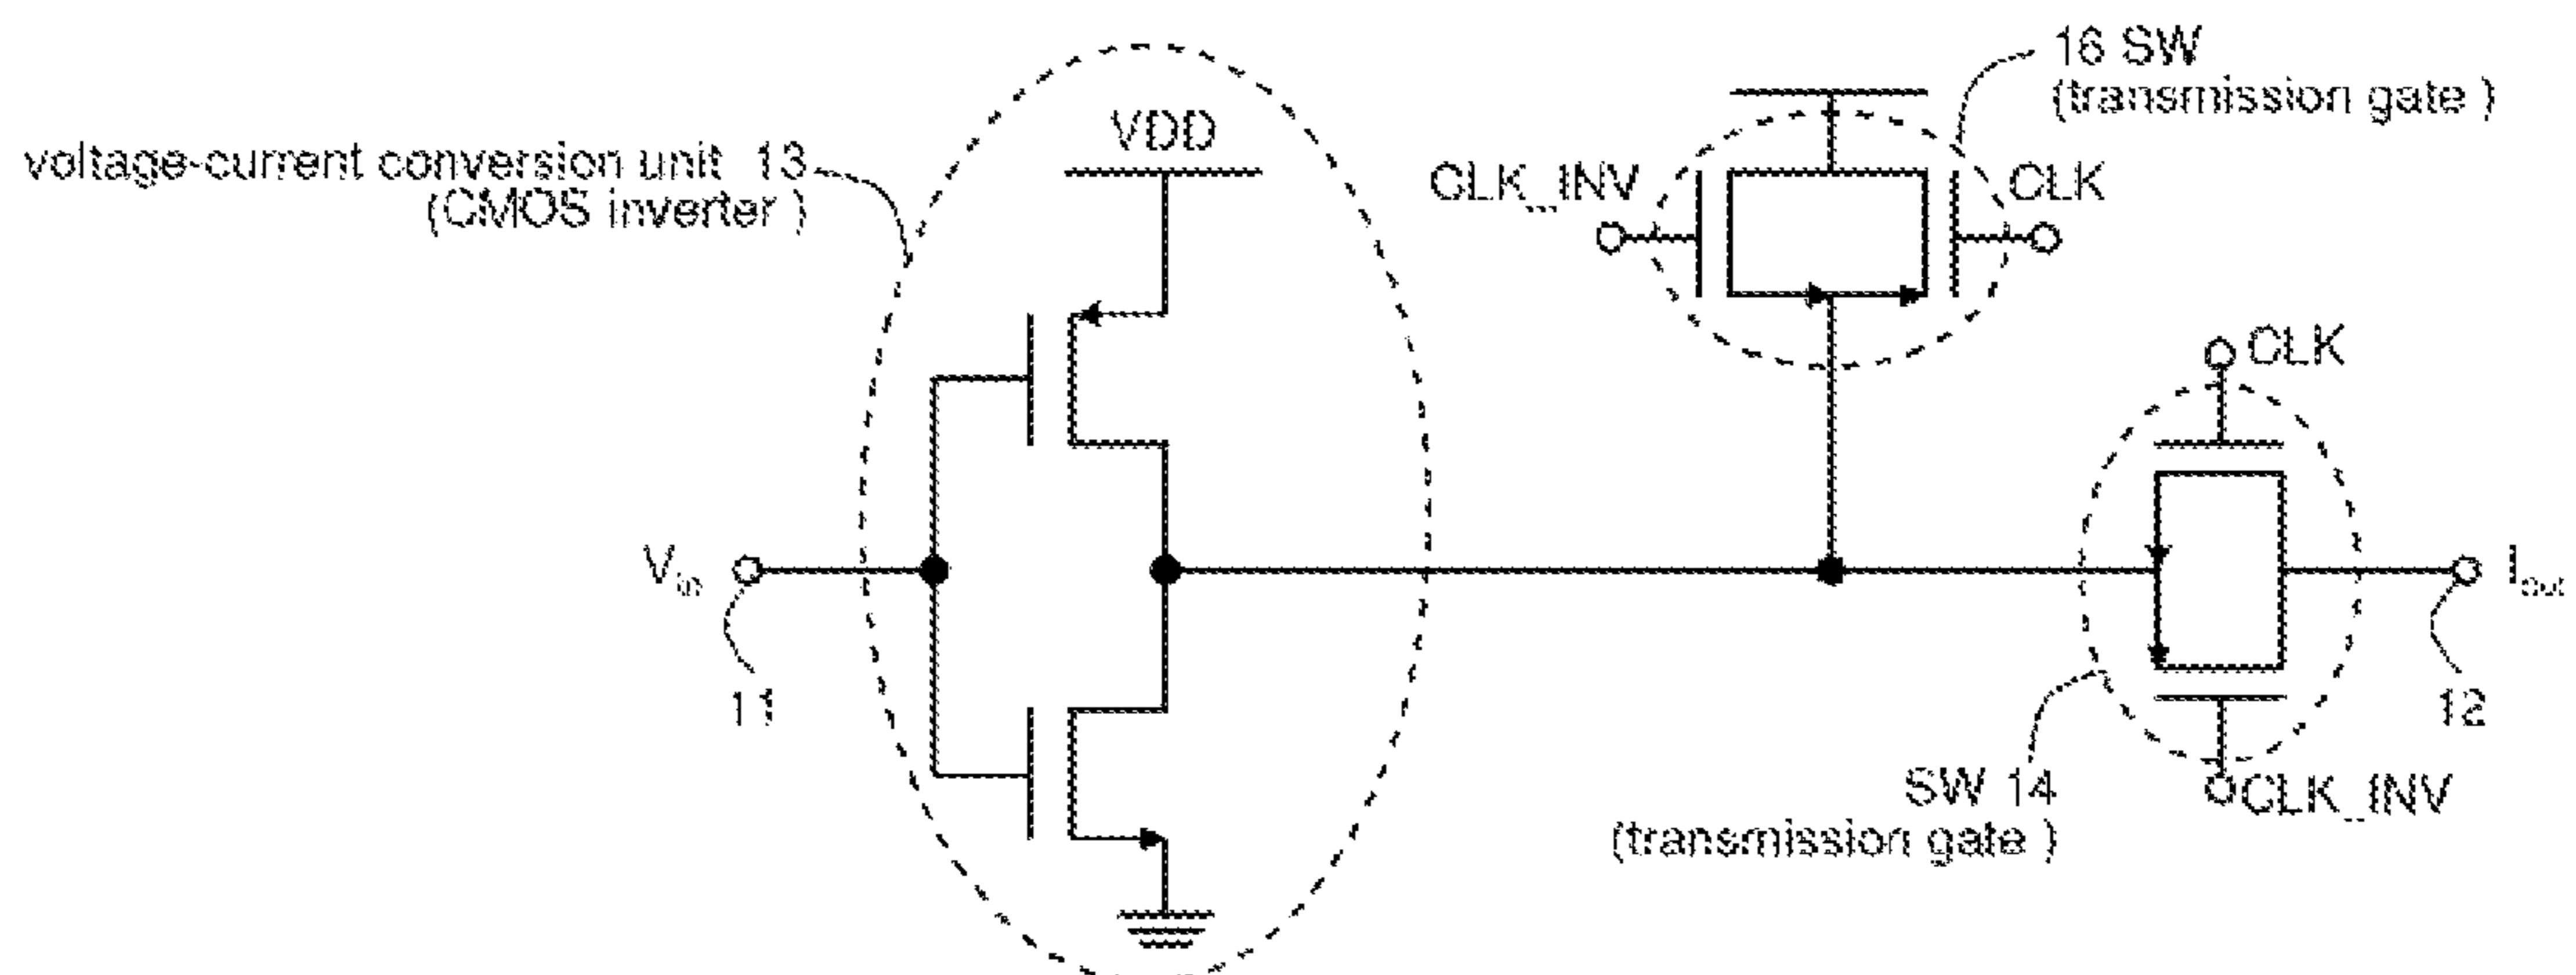 16 SW
(transmission gate )
VDD
voltage-current conversion unit 13
(CMOS inverter )
CLK_INV
CLK
CLK
Vin
Iout
11
12
SW 14
(transmission gate )
CLK_INV